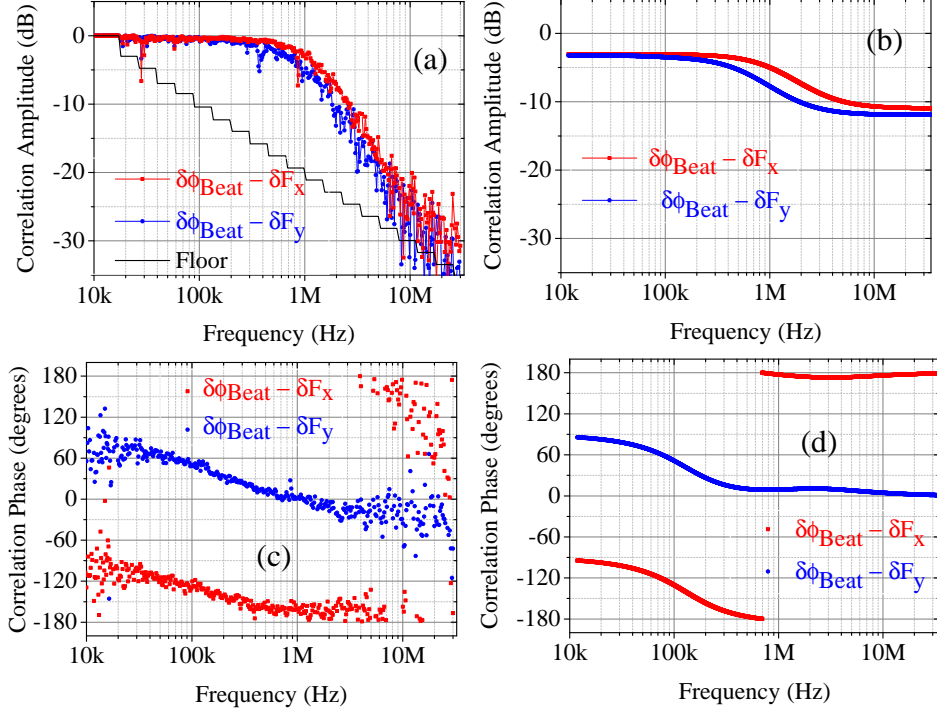 (a)
Correlation Amplitude (dB)
0
-10
-20
-30
δϕBeat − δFx
δϕBeat − δFy
Floor
10k 100k 1M 10M
Frequency (Hz)
(b)
Correlation Amplitude (dB)
0
-10
-20
-30
δϕBeat − δFx
δϕBeat − δFy
10k 100k 1M 10M
Frequency (Hz)
(c)
Correlation Phase (degrees)
180
120
60
0
-60
-120
-180
δϕBeat − δFx
δϕBeat − δFy
10k 100k 1M 10M
Frequency (Hz)
(d)
Correlation Phase (degrees)
180
120
60
0
-60
-120
-180
δϕBeat − δFx
δϕBeat − δFy
10k 100k 1M 10M
Frequency (Hz)